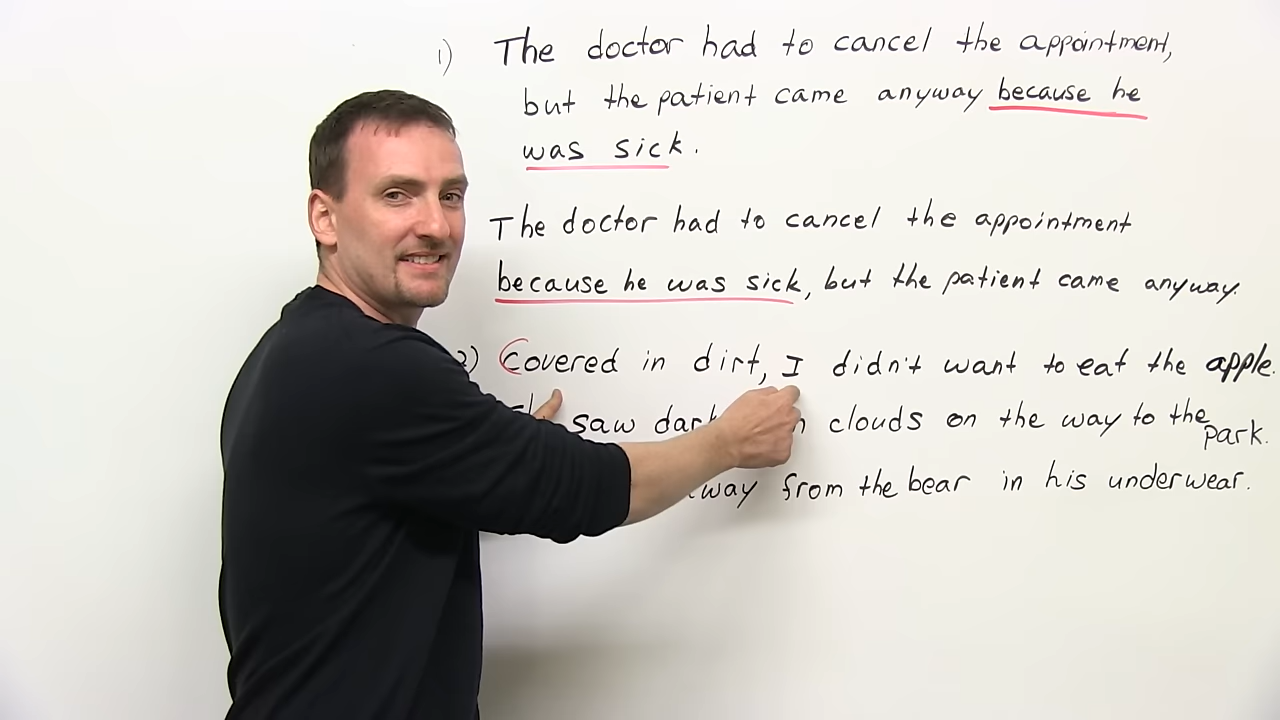 1) The doctor had to cancel the appointment,
but the patient came anyway because he
was sick.
The doctor had to cancel the appointment
because he was sick, but the patient came anyway.
2) Covered in dirt, I didn't want to eat the apple.
saw clouds on the way to the
park.
from the bear in his underwear.